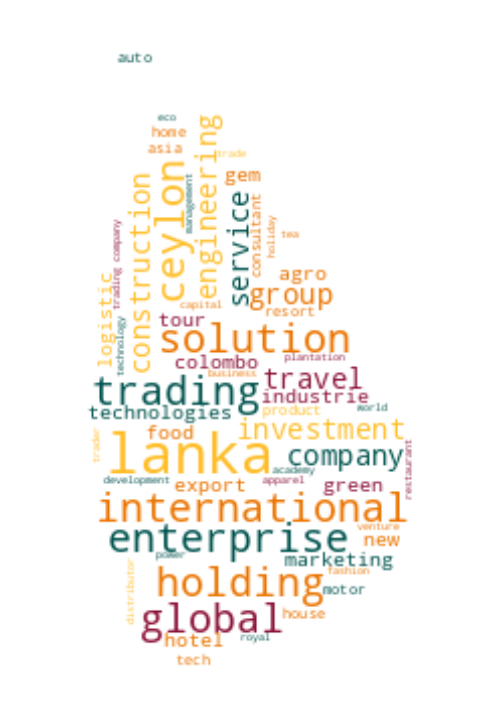 auto
eco
home
asia
engineering
trade
ceylon
gem
construction
management
service
consultant
holiday
tea
trading company
agro
logistic
technology
group
capital
resort
tour
solution
colombo
plantation
business
travel
trading
industrie
technologies
product
world
food
investment
trader
lanka
company
restaurant
academy
development
export
apparel
green
international
venture
enterprise
new
power
marketing
distributor
holding
fashion
motor
global
house
hotel
royal
tech